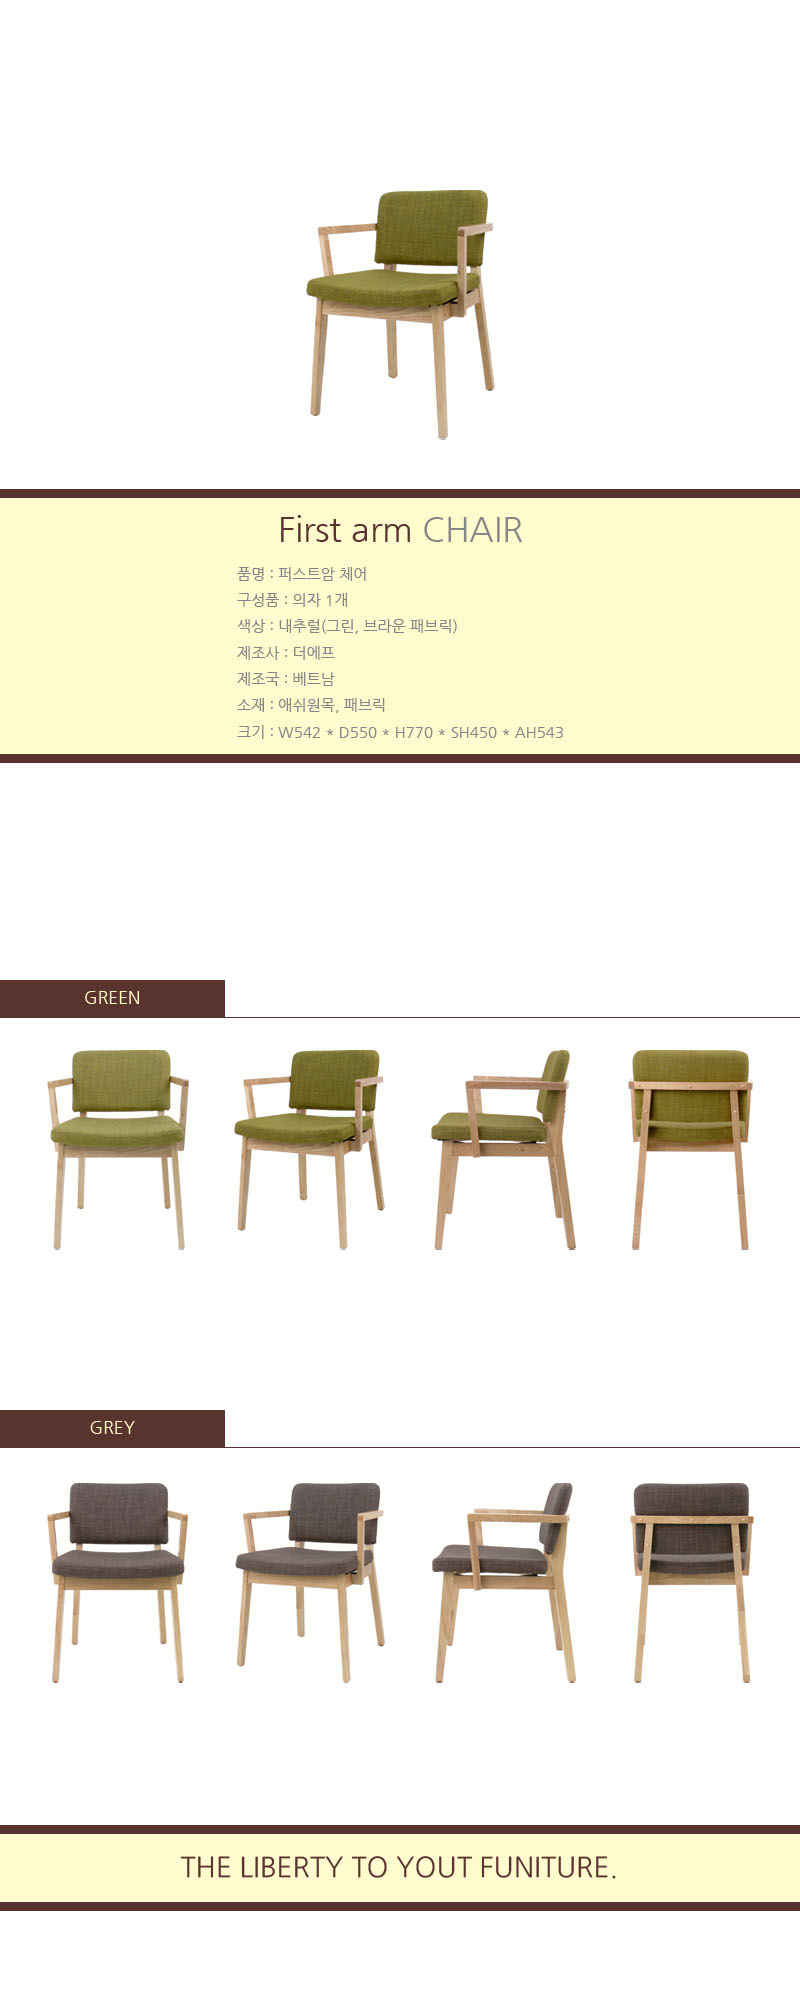 First arm CHAIR
품명 : 퍼스트암 체어
구성품 : 의자 1개
색상 : 내추럴(그린, 브라운 패브릭)
제조사 : 더에프
제조국 : 베트남
소재 : 애쉬원목, 패브릭
크기 : W542 * D550 * H770 * SH450 * AH543
GREEN
GREY
THE LIBERTY TO YOUT FUNITURE.